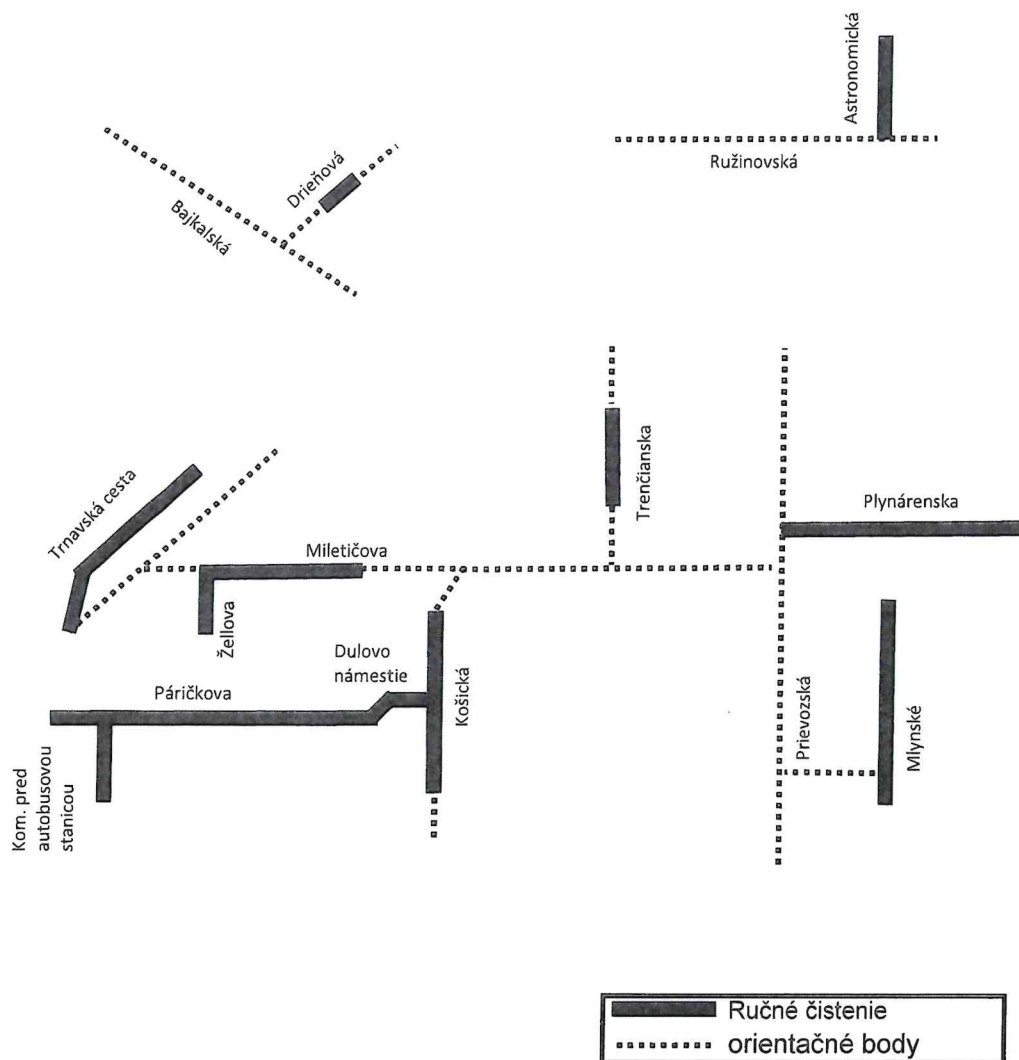 Astronomická
Ružinovská
Drieňová
Bajkalská
Trenčianska
Plynárenska
Trnavská cesta
Miletičova
Žellova
Dulovo
námestie
Páričkova
Košická
Prievozská
Mlynské
Kom. pred
autobusovou
stanicou
Ručné čistenie
orientačné body